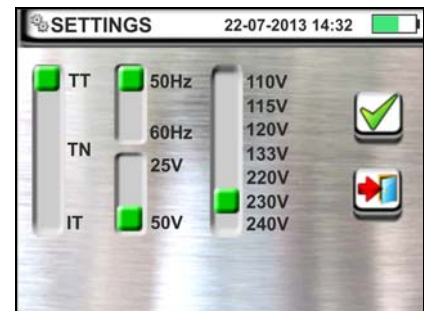 SETTINGS 22-07-2013 14:32
TT
TN
IT
50Hz
60Hz
25V
50V
110V
115V
120V
133V
220V
230V
240V